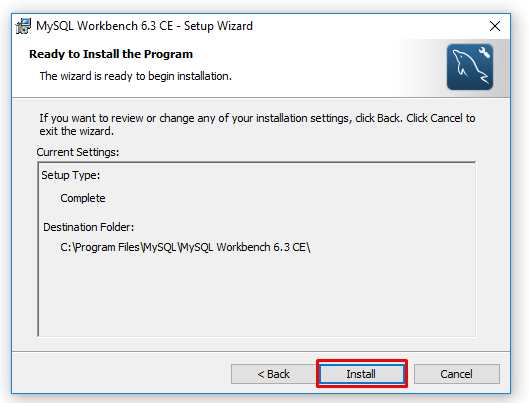 MySQL Workbench 6.3 CE - Setup Wizard
Ready to Install the Program
The wizard is ready to begin installation.
If you want to review or change any of your installation settings, click Back. Click Cancel to
exit the wizard.
Current Settings:
Setup Type:
Complete
Destination Folder:
C:\Program Files\MySQL\MySQL Workbench 6.3 CE\
< Back
Install
Cancel